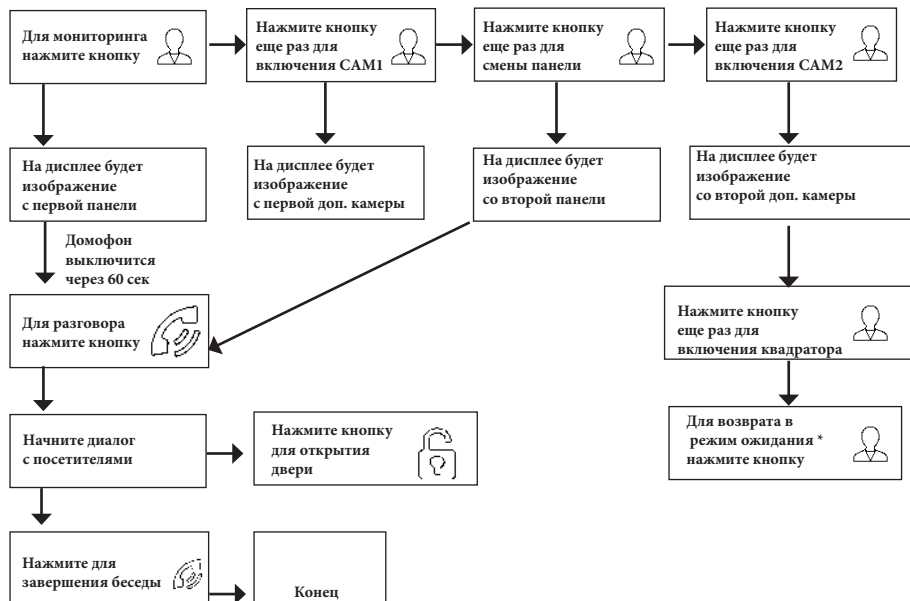 Для мониторинга
нажмите кнопку
Нажмите кнопку
еще раз для
включения CAM1
Нажмите кнопку
еще раз для
смены панели
Нажмите кнопку
еще раз для
включения CAM2
На дисплее будет
изображение
с первой панели
На дисплее будет
изображение
с первой доп. камеры
На дисплее будет
изображение
со второй панели
На дисплее будет
изображение
со второй доп. камеры
Домофон
выключится
через 60 сек
Для разговора
нажмите кнопку
Нажмите кнопку
еще раз для
включения квадратора
Начните диалог
с посетителями
Нажмите кнопку
для открытия
двери
Для возврата в
режим ожидания *
нажмите кнопку
Нажмите для
завершения беседы
Конец